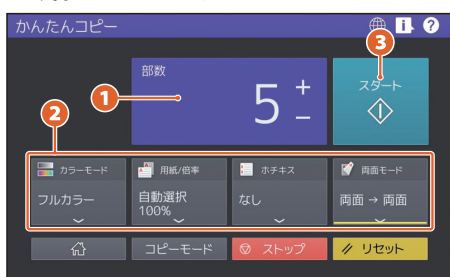 かんたんコピー
i
?
3
部数
スタート
1
5
+
-
2
カラーモード
用紙/倍率
ホチキス
両面モード
フルカラー
自動選択
100%
なし
両面 → 両面
コピーモード
ストップ
リセット